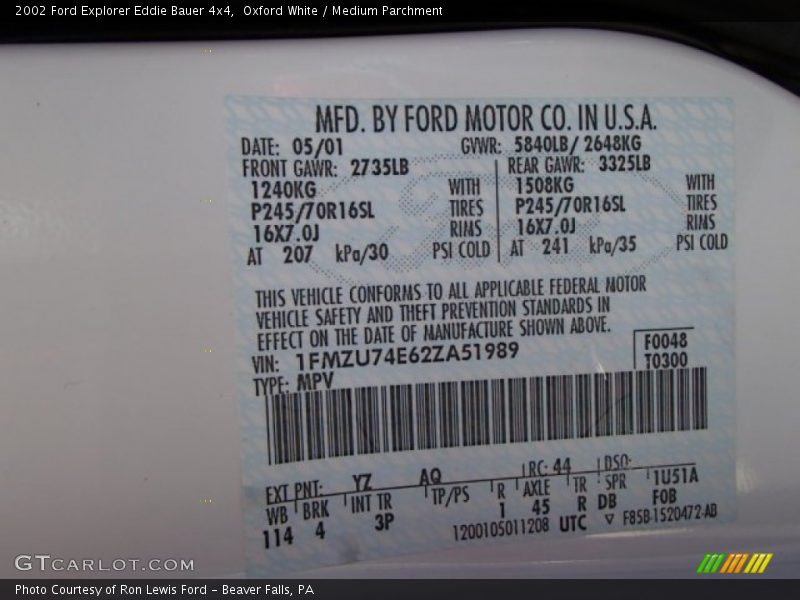 2002 Ford Explorer Eddie Bauer 4x4, Oxford White / Medium Parchment
MFD. BY FORD MOTOR CO. IN U.S.A.
DATE: 05/01 GVWR: 5840LB/ 2648KG
FRONT GAWR: 2735LB REAR GAWR: 3325LB
1240KG WITH 1508KG WITH
P245/70R16SL TIRES P245/70R16SL TIRES
16X7.0J RIMS 16X7.0J RIMS
AT 207 kPa/30 PSI COLD AT 241 kPa/35 PSI COLD
THIS VEHICLE CONFORMS TO ALL APPLICABLE FEDERAL MOTOR
VEHICLE SAFETY AND THEFT PREVENTION STANDARDS IN
EFFECT ON THE DATE OF MANUFACTURE SHOWN ABOVE.
VIN: 1FMZU74E62ZA51989 F0048
TYPE: MPV T0300
EXT PNT: YZ AQ RC: 44 DSO:
WB BRK INT TR TP/PS R AXLE TR SPR 1U51A
114 4 3P 1 45 R DB FOB
1200105011208 UTC ▽ F85B-1520472-AB
GTCARLOT.COM
Photo Courtesy of Ron Lewis Ford – Beaver Falls, PA